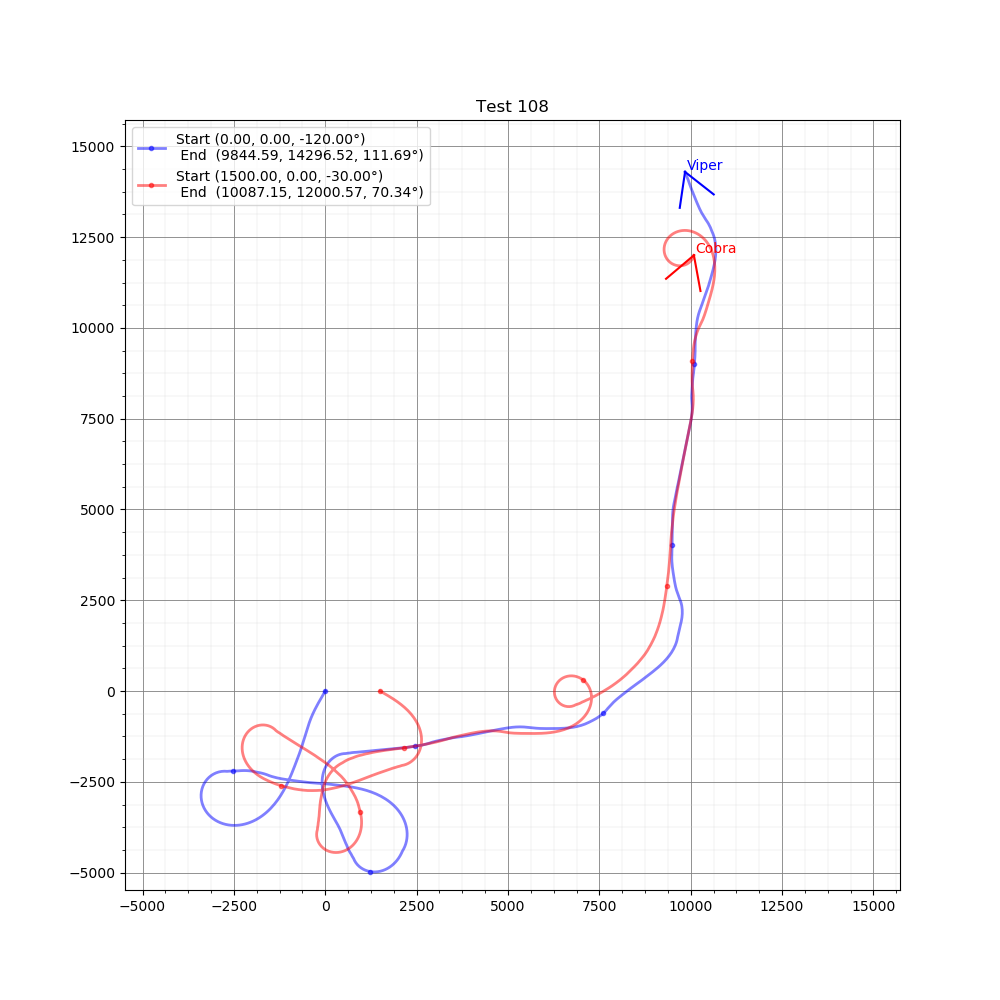 Test 108
Start (0.00, 0.00, -120.00°)
End  (9844.59, 14296.52, 111.69°)
Start (1500.00, 0.00, -30.00°)
End  (10087.15, 12000.57, 70.34°)
Viper
Cobra
15000
12500
10000
7500
5000
2500
0
−2500
−5000
−5000 −2500 0 2500 5000 7500 10000 12500 15000